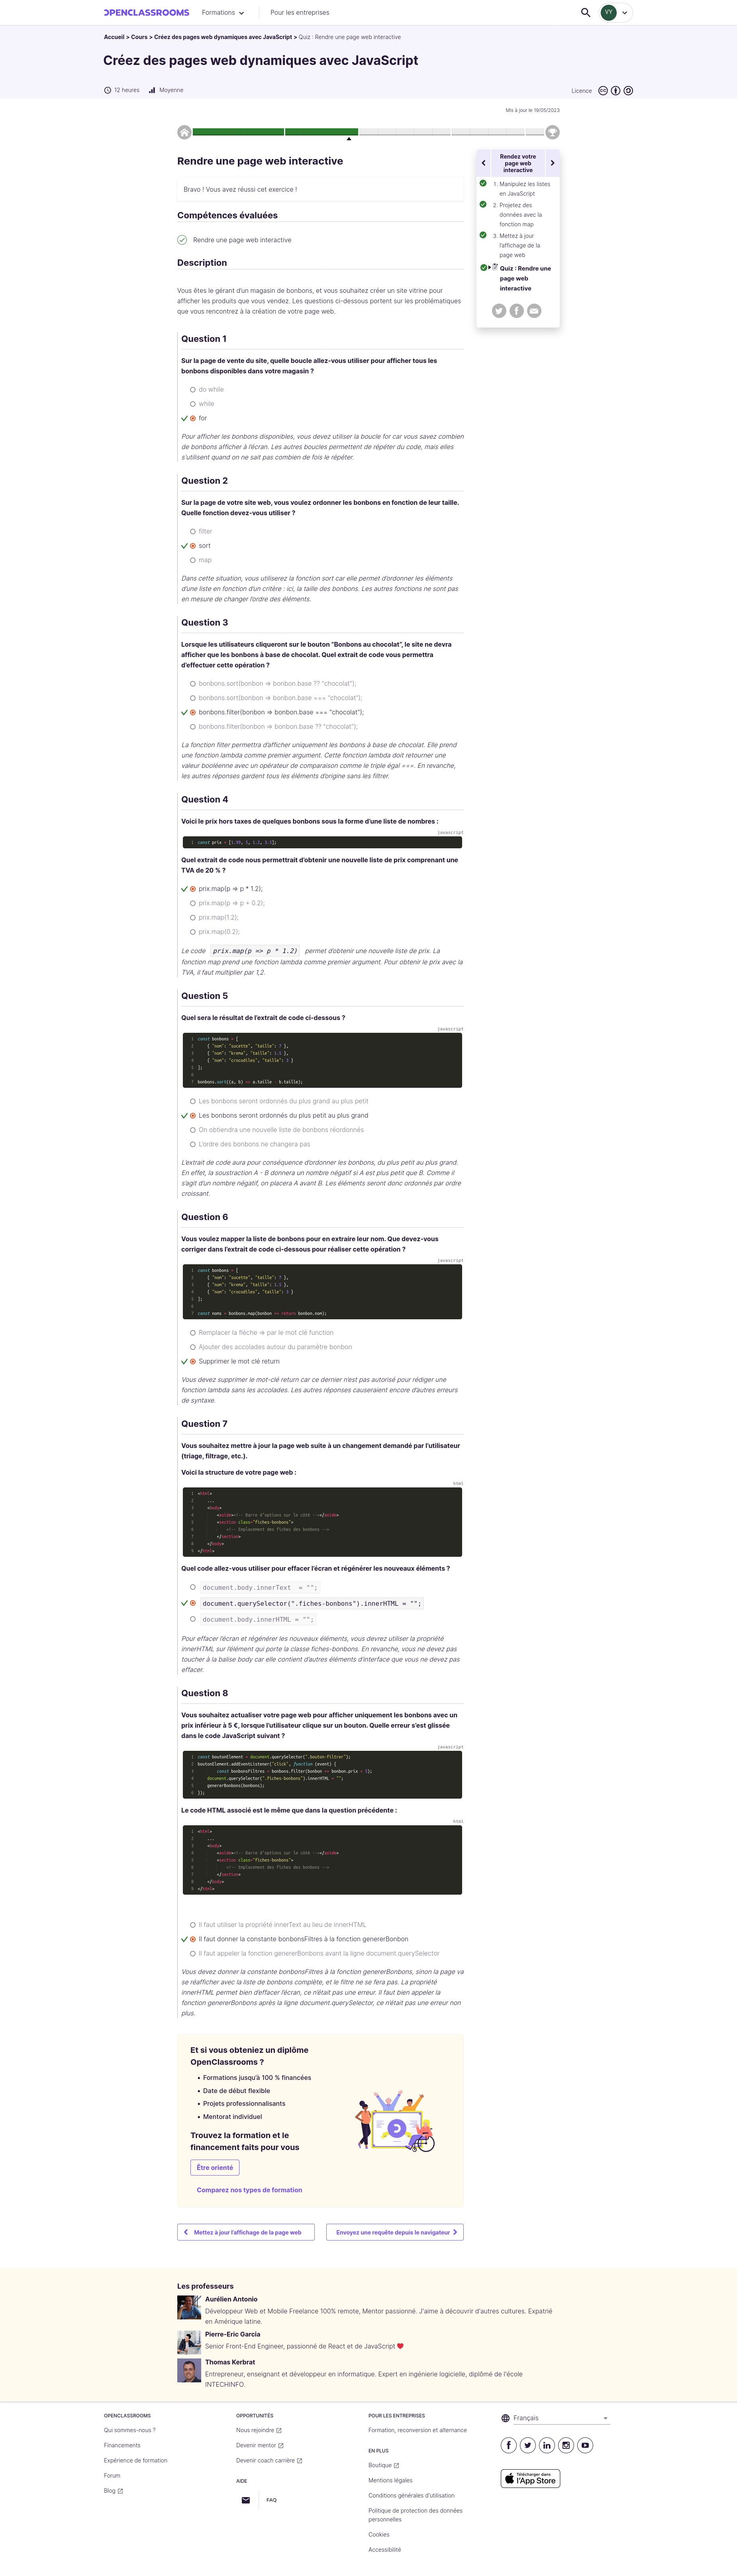 OPENCLASSROOMS Formations Pour les entreprises VY
Accueil > Cours > Créez des pages web dynamiques avec JavaScript > Quiz : Rendre une page web interactive
Créez des pages web dynamiques avec JavaScript
12 heures Moyenne Licence
Mis à jour le 19/05/2023
Rendre une page web interactive
Bravo ! Vous avez réussi cet exercice !
Compétences évaluées
Rendre une page web interactive
Description
Vous êtes le gérant d'un magasin de bonbons, et vous souhaitez créer un site vitrine pour
afficher les produits que vous vendez. Les questions ci-dessous portent sur les problématiques
que vous rencontrez à la création de votre page web.
Rendez votre
page web
interactive
1. Manipulez les listes
en JavaScript
2. Projetez des
données avec la
fonction map
3. Mettez à jour
l'affichage de la
page web
Quiz : Rendre une
page web
interactive
Question 1
Sur la page de vente du site, quelle boucle allez-vous utiliser pour afficher tous les
bonbons disponibles dans votre magasin ?
do while
while
for
Pour afficher les bonbons disponibles, vous devez utiliser la boucle for car vous savez combien
de bonbons afficher à l'écran. Les autres boucles permettent de répéter du code, mais elles
s'utilisent quand on ne sait pas combien de fois le répéter.
Question 2
Sur la page de votre site web, vous voulez ordonner les bonbons en fonction de leur taille.
Quelle fonction devez-vous utiliser ?
filter
sort
map
Dans cette situation, vous utiliserez la fonction sort car elle permet d'ordonner les éléments
d'une liste en fonction d'un critère : ici, la taille des bonbons. Les autres fonctions ne sont pas
en mesure de changer l'ordre des éléments.
Question 3
Lorsque les utilisateurs cliqueront sur le bouton "Bonbons au chocolat", le site ne devra
afficher que les bonbons à base de chocolat. Quel extrait de code vous permettra
d'effectuer cette opération ?
bonbons.sort(bonbon => bonbon.base ?? "chocolat");
bonbons.sort(bonbon => bonbon.base === "chocolat");
bonbons.filter(bonbon => bonbon.base === "chocolat");
bonbons.filter(bonbon => bonbon.base ?? "chocolat");
La fonction filter permettra d'afficher uniquement les bonbons à base de chocolat. Elle prend
une fonction lambda comme premier argument. Cette fonction lambda doit retourner une
valeur booléenne avec un opérateur de comparaison comme le triple égal ===. En revanche,
les autres réponses gardent tous les éléments d'origine sans les filtrer.
Question 4
Voici le prix hors taxes de quelques bonbons sous la forme d'une liste de nombres :
javascript
1 const prix = [1.99, 5, 1.2, 3.5];
Quel extrait de code nous permettrait d'obtenir une nouvelle liste de prix comprenant une
TVA de 20 % ?
prix.map(p => p * 1.2);
prix.map(p => p + 0.2);
prix.map(1.2);
prix.map(0.2);
Le code prix.map(p => p * 1.2) permet d'obtenir une nouvelle liste de prix. La
fonction map prend une fonction lambda comme premier argument. Pour obtenir le prix avec la
TVA, il faut multiplier par 1,2.
Question 5
Quel sera le résultat de l'extrait de code ci-dessous ?
javascript
1 const bonbons = [
2 { "nom": "sucette", "taille": 7 },
3 { "nom": "krema", "taille": 1.5 },
4 { "nom": "crocodiles", "taille": 3 }
5 ];
6
7 bonbons.sort((a, b) => a.taille - b.taille);
Les bonbons seront ordonnés du plus grand au plus petit
Les bonbons seront ordonnés du plus petit au plus grand
On obtiendra une nouvelle liste de bonbons réordonnés
L'ordre des bonbons ne changera pas
L'extrait de code aura pour conséquence d'ordonner les bonbons, du plus petit au plus grand.
En effet, la soustraction A - B donnera un nombre négatif si A est plus petit que B. Comme il
s'agit d'un nombre négatif, on placera A avant B. Les éléments seront donc ordonnés par ordre
croissant.
Question 6
Vous voulez mapper la liste de bonbons pour en extraire leur nom. Que devez-vous
corriger dans l'extrait de code ci-dessous pour réaliser cette opération ?
javascript
1 const bonbons = [
2 { "nom": "sucette", "taille": 7 },
3 { "nom": "krema", "taille": 1.5 },
4 { "nom": "crocodiles", "taille": 3 }
5 ];
6
7 const noms = bonbons.map(bonbon => return bonbon.nom);
Remplacer la flèche => par le mot clé function
Ajouter des accolades autour du paramètre bonbon
Supprimer le mot clé return
Vous devez supprimer le mot-clé return car ce dernier n'est pas autorisé pour rédiger une
fonction lambda sans les accolades. Les autres réponses causeraient encore d'autres erreurs
de syntaxe.
Question 7
Vous souhaitez mettre à jour la page web suite à un changement demandé par l'utilisateur
(triage, filtrage, etc.).
Voici la structure de votre page web :
html
1 <html>
2 ...
3 <body>
4 <aside><!-- Barre d'options sur le côté --></aside>
5 <section class="fiches-bonbons">
6 <!-- Emplacement des fiches des bonbons -->
7 </section>
8 </body>
9 </html>
Quel code allez-vous utiliser pour effacer l'écran et régénérer les nouveaux éléments ?
document.body.innerText = "";
document.querySelector(".fiches-bonbons").innerHTML = "";
document.body.innerHTML = "";
Pour effacer l'écran et régénérer les nouveaux éléments, vous devrez utiliser la propriété
innerHTML sur l'élément qui porte la classe fiches-bonbons. En revanche, vous ne devez pas
toucher à la balise body car elle contient d'autres éléments d'interface que vous ne devez pas
effacer.
Question 8
Vous souhaitez actualiser votre page web pour afficher uniquement les bonbons avec un
prix inférieur à 5 €, lorsque l'utilisateur clique sur un bouton. Quelle erreur s'est glissée
dans le code JavaScript suivant ?
javascript
1 const boutonElement = document.querySelector(".bouton-filtrer");
2 boutonElement.addEventListener("click", function (event) {
3 const bonbonsFiltres = bonbons.filter(bonbon => bonbon.prix < 5);
4 document.querySelector(".fiches-bonbons").innerHTML = "";
5 genererBonbons(bonbons);
6 });
Le code HTML associé est le même que dans la question précédente :
html
1 <html>
2 ...
3 <body>
4 <aside><!-- Barre d'options sur le côté --></aside>
5 <section class="fiches-bonbons">
6 <!-- Emplacement des fiches des bonbons -->
7 </section>
8 </body>
9 </html>
Il faut utiliser la propriété innerText au lieu de innerHTML
Il faut donner la constante bonbonsFiltres à la fonction genererBonbon
Il faut appeler la fonction genererBonbons avant la ligne document.querySelector
Vous devez donner la constante bonbonsFiltres à la fonction genererBonbons, sinon la page va
se réafficher avec la liste de bonbons complète, et le filtre ne se fera pas. La propriété
innerHTML permet bien d'effacer l'écran, ce n'était pas une erreur. Il faut bien appeler la
fonction genererBonbons après la ligne document.querySelector, ce n'était pas une erreur non
plus.
Et si vous obteniez un diplôme
OpenClassrooms ?
• Formations jusqu'à 100 % financées
• Date de début flexible
• Projets professionnalisants
• Mentorat individuel
Trouvez la formation et le
financement faits pour vous
Être orienté
Comparez nos types de formation
Mettez à jour l'affichage de la page web Envoyez une requête depuis le navigateur
Les professeurs
Aurélien Antonio
Développeur Web et Mobile Freelance 100% remote, Mentor passionné. J'aime à découvrir d'autres cultures. Expatrié
en Amérique latine.
Pierre-Eric Garcia
Senior Front-End Engineer, passionné de React et de JavaScript ❤
Thomas Kerbrat
Entrepreneur, enseignant et développeur en informatique. Expert en ingénierie logicielle, diplômé de l'école
INTECHINFO.
OPENCLASSROOMS
Qui sommes-nous ?
Financements
Expérience de formation
Forum
Blog
OPPORTUNITÉS
Nous rejoindre
Devenir mentor
Devenir coach carrière
AIDE
FAQ
POUR LES ENTREPRISES
Formation, reconversion et alternance
EN PLUS
Boutique
Mentions légales
Conditions générales d'utilisation
Politique de protection des données
personnelles
Cookies
Accessibilité
Français
Télécharger dans
l'App Store